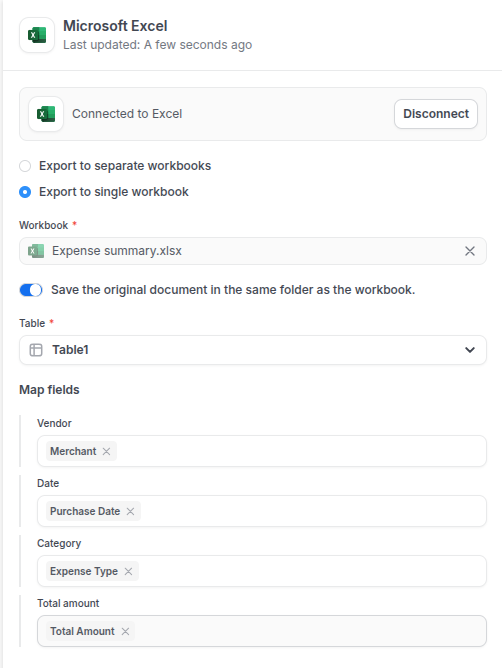 Microsoft Excel
Last updated: A few seconds ago
Connected to Excel
Disconnect
Export to separate workbooks
Export to single workbook
Workbook *
Expense summary.xlsx
Save the original document in the same folder as the workbook.
Table *
Table1
Map fields
Vendor
Merchant
Date
Purchase Date
Category
Expense Type
Total amount
Total Amount